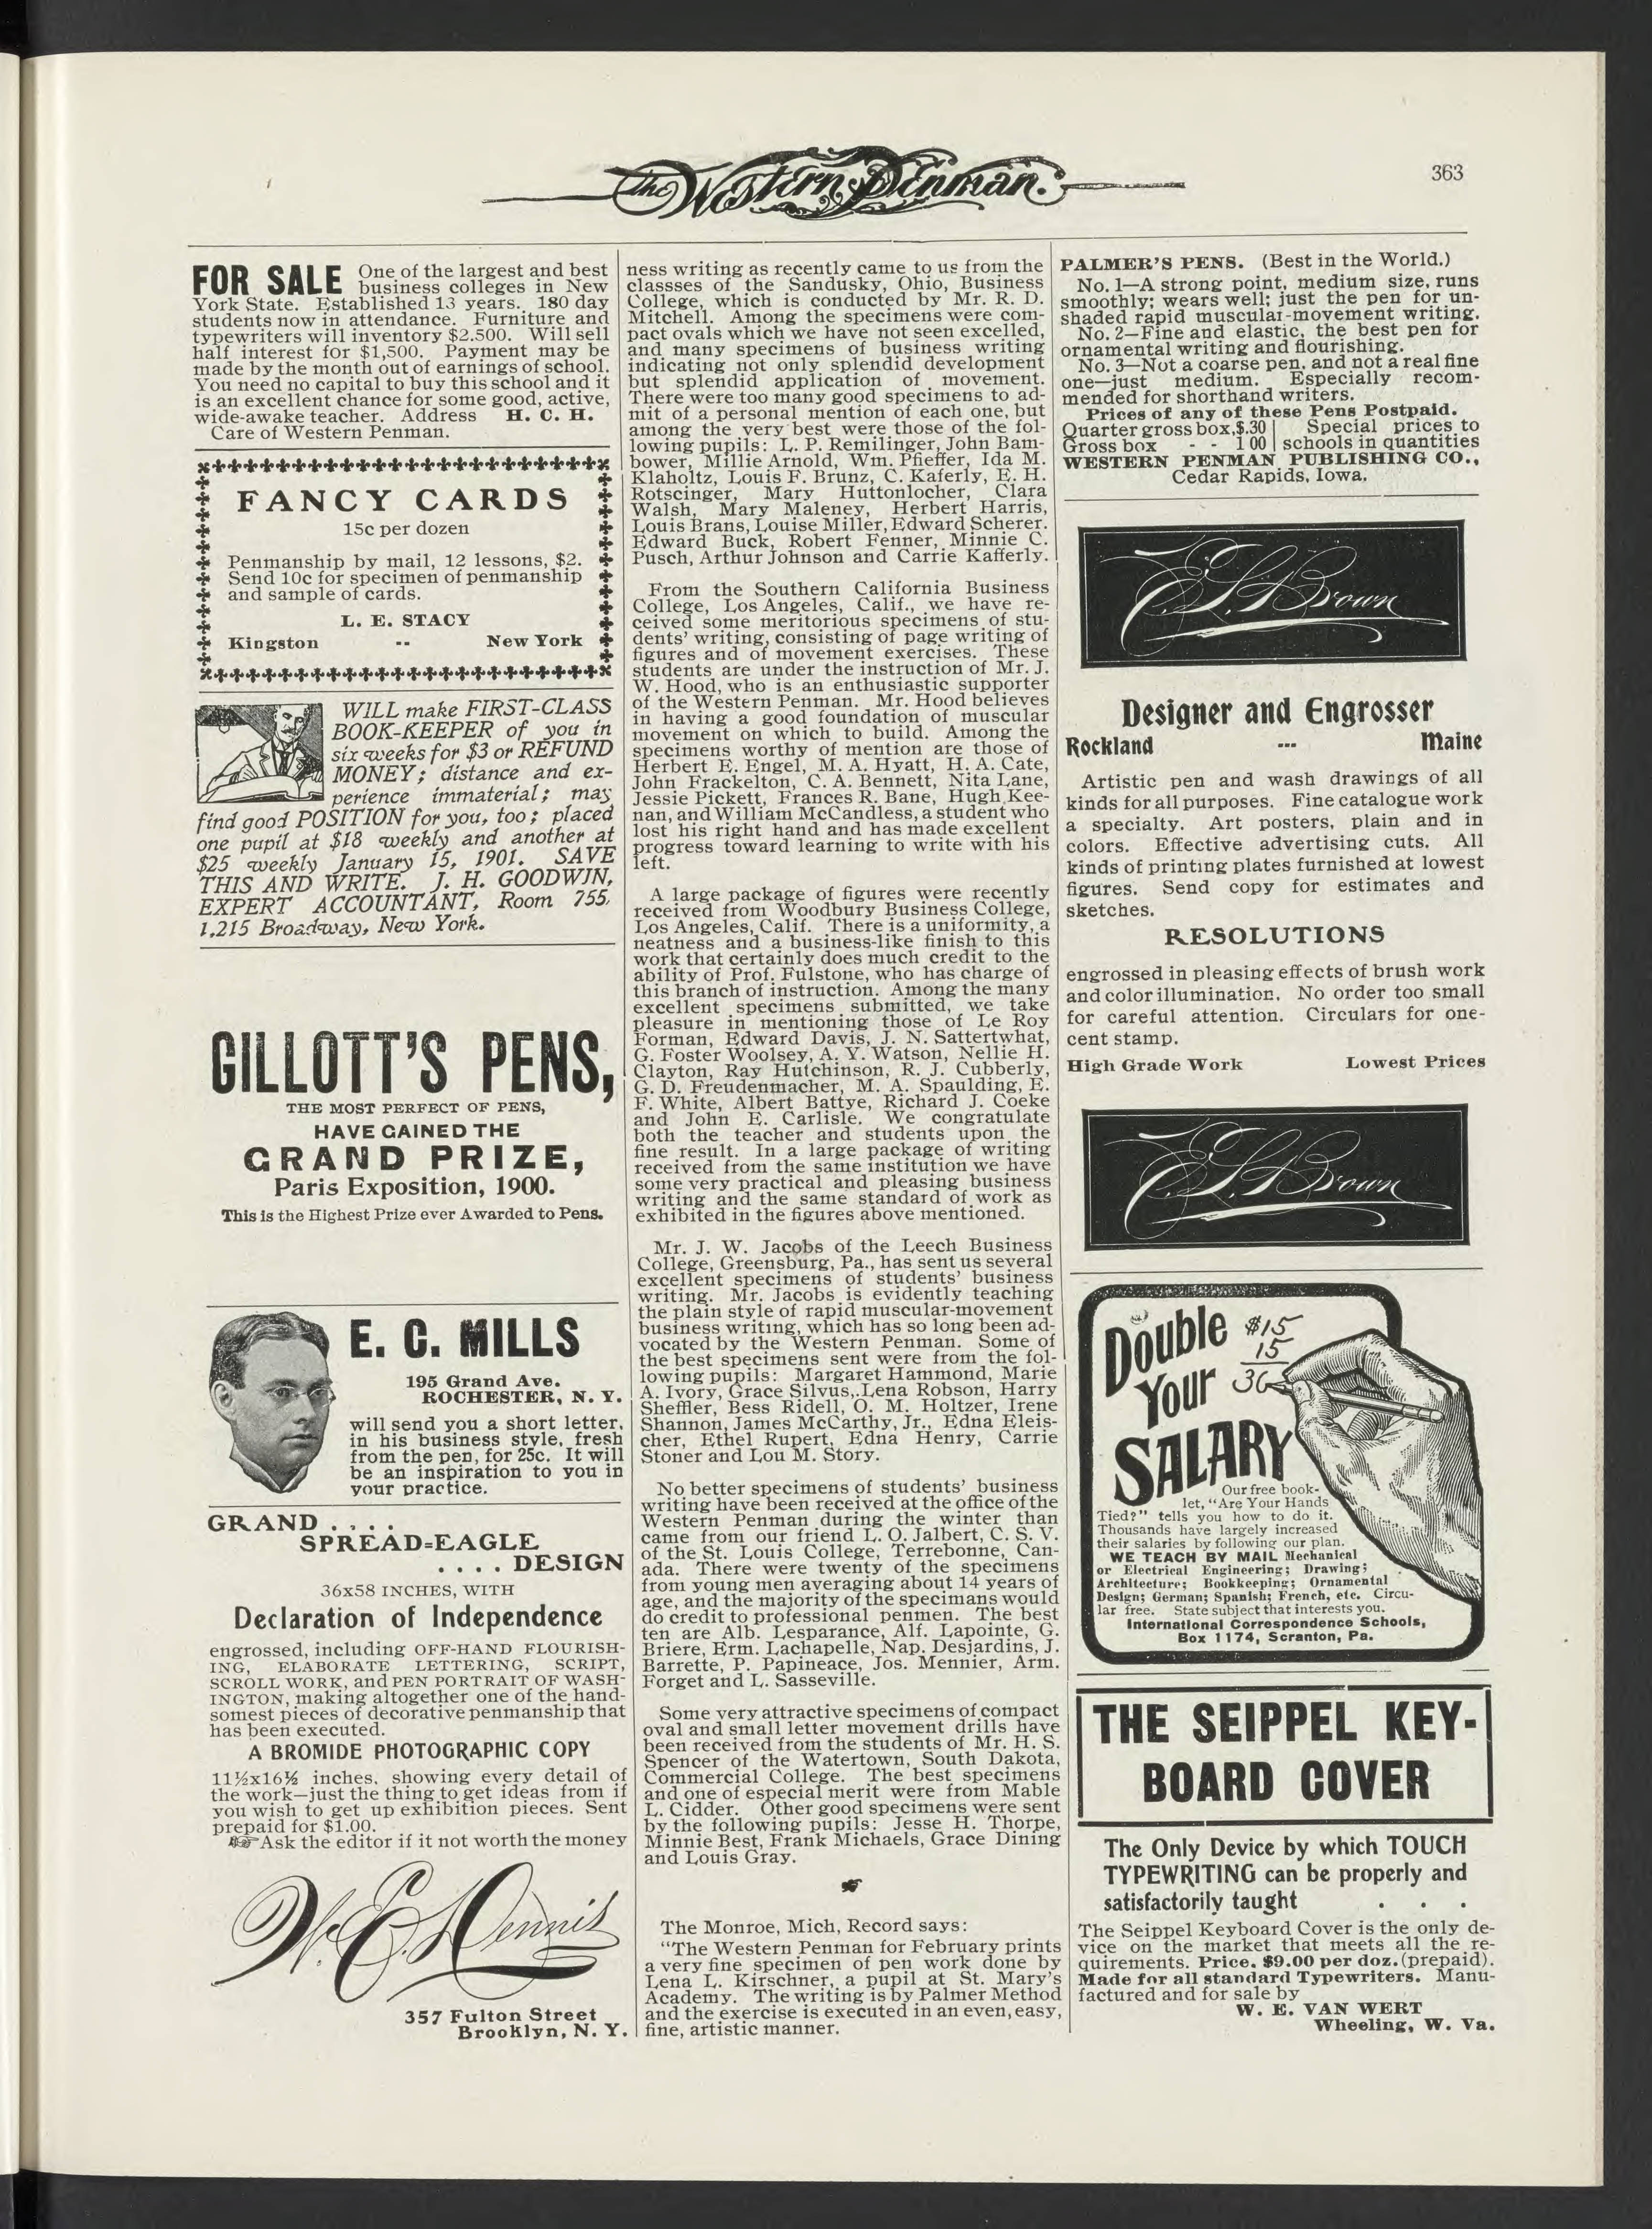 The Western Penman.
363
FOR SALE One of the largest and best
business colleges in New
York State. Established 13 years. 180 day
students now in attendance. Furniture and
typewriters will inventory $2.500. Will sell
half interest for $1,500. Payment may be
made by the month out of earnings of school.
You need no capital to buy this school and it
is an excellent chance for some good, active,
wide-awake teacher. Address H. C. H.
Care of Western Penman.
FANCY CARDS
15c per dozen
Penmanship by mail, 12 lessons, $2.
Send 10c for specimen of penmanship
and sample of cards.
L. E. STACY
Kingston -- New York
WILL make FIRST-CLASS
BOOK-KEEPER of you in
six weeks for $3 or REFUND
MONEY; distance and ex-
perience immaterial; may
find good POSITION for you, too; placed
one pupil at $18 weekly and another at
$25 weekly January 15, 1901. SAVE
THIS AND WRITE. J. H. GOODWIN,
EXPERT ACCOUNTANT, Room 755,
1,215 Broadway, New York.
GILLOTT'S PENS,
THE MOST PERFECT OF PENS,
HAVE GAINED THE
GRAND PRIZE,
Paris Exposition, 1900.
This is the Highest Prize ever Awarded to Pens.
E. C. MILLS
195 Grand Ave.
ROCHESTER, N. Y.
will send you a short letter,
in his business style, fresh
from the pen, for 25c. It will
be an inspiration to you in
your practice.
GRAND . . . .
SPREAD=EAGLE
. . . . DESIGN
36x58 INCHES, WITH
Declaration of Independence
engrossed, including OFF-HAND FLOURISH-
ING, ELABORATE LETTERING, SCRIPT,
SCROLL WORK, and PEN PORTRAIT OF WASH-
INGTON, making altogether one of the hand-
somest pieces of decorative penmanship that
has been executed.
A BROMIDE PHOTOGRAPHIC COPY
11½x16½ inches, showing every detail of
the work—just the thing to get ideas from if
you wish to get up exhibition pieces. Sent
prepaid for $1.00.
☞Ask the editor if it not worth the money
W. E. Dennis
357 Fulton Street
Brooklyn, N. Y.
ness writing as recently came to us from the
classses of the Sandusky, Ohio, Business
College, which is conducted by Mr. R. D.
Mitchell. Among the specimens were com-
pact ovals which we have not seen excelled,
and many specimens of business writing
indicating not only splendid development
but splendid application of movement.
There were too many good specimens to ad-
mit of a personal mention of each one, but
among the very best were those of the fol-
lowing pupils: L. P. Remilinger, John Bam-
bower, Millie Arnold, Wm. Pfieffer, Ida M.
Klaholtz, Louis F. Brunz, C. Kaferly, E. H.
Rotscinger, Mary Huttonlocher, Clara
Walsh, Mary Maleney, Herbert Harris,
Louis Brans, Louise Miller, Edward Scherer.
Edward Buck, Robert Fenner, Minnie C.
Pusch, Arthur Johnson and Carrie Kafferly.
From the Southern California Business
College, Los Angeles, Calif., we have re-
ceived some meritorious specimens of stu-
dents' writing, consisting of page writing of
figures and of movement exercises. These
students are under the instruction of Mr. J.
W. Hood, who is an enthusiastic supporter
of the Western Penman. Mr. Hood believes
in having a good foundation of muscular
movement on which to build. Among the
specimens worthy of mention are those of
Herbert E. Engel, M. A. Hyatt, H. A. Cate,
John Frackelton, C. A. Bennett, Nita Lane,
Jessie Pickett, Frances R. Bane, Hugh Kee-
nan, and William McCandless, a student who
lost his right hand and has made excellent
progress toward learning to write with his
left.
A large package of figures were recently
received from Woodbury Business College,
Los Angeles, Calif. There is a uniformity, a
neatness and a business-like finish to this
work that certainly does much credit to the
ability of Prof. Fulstone, who has charge of
this branch of instruction. Among the many
excellent specimens submitted, we take
pleasure in mentioning those of Le Roy
Forman, Edward Davis, J. N. Sattertwhat,
G. Foster Woolsey, A. Y. Watson, Nellie H.
Clayton, Ray Hutchinson, R. J. Cubberly,
G. D. Freudenmacher, M. A. Spaulding, E.
F. White, Albert Battye, Richard J. Coeke
and John E. Carlisle. We congratulate
both the teacher and students upon the
fine result. In a large package of writing
received from the same institution we have
some very practical and pleasing business
writing and the same standard of work as
exhibited in the figures above mentioned.
Mr. J. W. Jacobs of the Leech Business
College, Greensburg, Pa., has sent us several
excellent specimens of students' business
writing. Mr. Jacobs is evidently teaching
the plain style of rapid muscular-movement
business writing, which has so long been ad-
vocated by the Western Penman. Some of
the best specimens sent were from the fol-
lowing pupils: Margaret Hammond, Marie
A. Ivory, Grace Silvus, Lena Robson, Harry
Sheffler, Bess Ridell, O. M. Holtzer, Irene
Shannon, James McCarthy, Jr., Edna Eleis-
cher, Ethel Rupert, Edna Henry, Carrie
Stoner and Lou M. Story.
No better specimens of students' business
writing have been received at the office of the
Western Penman during the winter than
came from our friend L. O. Jalbert, C. S. V.
of the St. Louis College, Terrebonne, Can-
ada. There were twenty of the specimens
from young men averaging about 14 years of
age, and the majority of the specimans would
do credit to professional penmen. The best
ten are Alb. Lesparance, Alf. Lapointe, G.
Briere, Erm. Lachapelle, Nap. Desjardins, J.
Barrette, P. Papineace, Jos. Mennier, Arm.
Forget and L. Sasseville.
Some very attractive specimens of compact
oval and small letter movement drills have
been received from the students of Mr. H. S.
Spencer of the Watertown, South Dakota,
Commercial College. The best specimens
and one of especial merit were from Mable
L. Cidder. Other good specimens were sent
by the following pupils: Jesse H. Thorpe,
Minnie Best, Frank Michaels, Grace Dining
and Louis Gray.
The Monroe, Mich, Record says:
"The Western Penman for February prints
a very fine specimen of pen work done by
Lena L. Kirschner, a pupil at St. Mary's
Academy. The writing is by Palmer Method
and the exercise is executed in an even, easy,
fine, artistic manner.
PALMER'S PENS. (Best in the World.)
No. 1—A strong point, medium size, runs
smoothly; wears well; just the pen for un-
shaded rapid muscular-movement writing.
No. 2—Fine and elastic, the best pen for
ornamental writing and flourishing.
No. 3—Not a coarse pen, and not a real fine
one—just medium. Especially recom-
mended for shorthand writers.
Prices of any of these Pens Postpaid.
Quarter gross box, $.30 | Special prices to
Gross box - - 1 00 | schools in quantities
WESTERN PENMAN PUBLISHING CO.,
Cedar Rapids, Iowa.
E. L. Brown
Designer and Engrosser
Rockland --- Maine
Artistic pen and wash drawings of all
kinds for all purposes. Fine catalogue work
a specialty. Art posters, plain and in
colors. Effective advertising cuts. All
kinds of printing plates furnished at lowest
figures. Send copy for estimates and
sketches.
RESOLUTIONS
engrossed in pleasing effects of brush work
and color illumination. No order too small
for careful attention. Circulars for one-
cent stamp.
High Grade Work Lowest Prices
E. L. Brown
Double
Your
SALARY
$15
15
30
Our free book-
let, "Are Your Hands
Tied?" tells you how to do it.
Thousands have largely increased
their salaries by following our plan.
WE TEACH BY MAIL Mechanical
or Electrical Engineering; Drawing;
Architecture; Bookkeeping; Ornamental
Design; German; Spanish; French, etc. Circu-
lar free. State subject that interests you.
International Correspondence Schools,
Box 1174, Scranton, Pa.
THE SEIPPEL KEY-
BOARD COVER
The Only Device by which TOUCH
TYPEWRITING can be properly and
satisfactorily taught . . .
The Seippel Keyboard Cover is the only de-
vice on the market that meets all the re-
quirements. Price, $9.00 per doz. (prepaid).
Made for all standard Typewriters. Manu-
factured and for sale by
W. E. VAN WERT
Wheeling, W. Va.